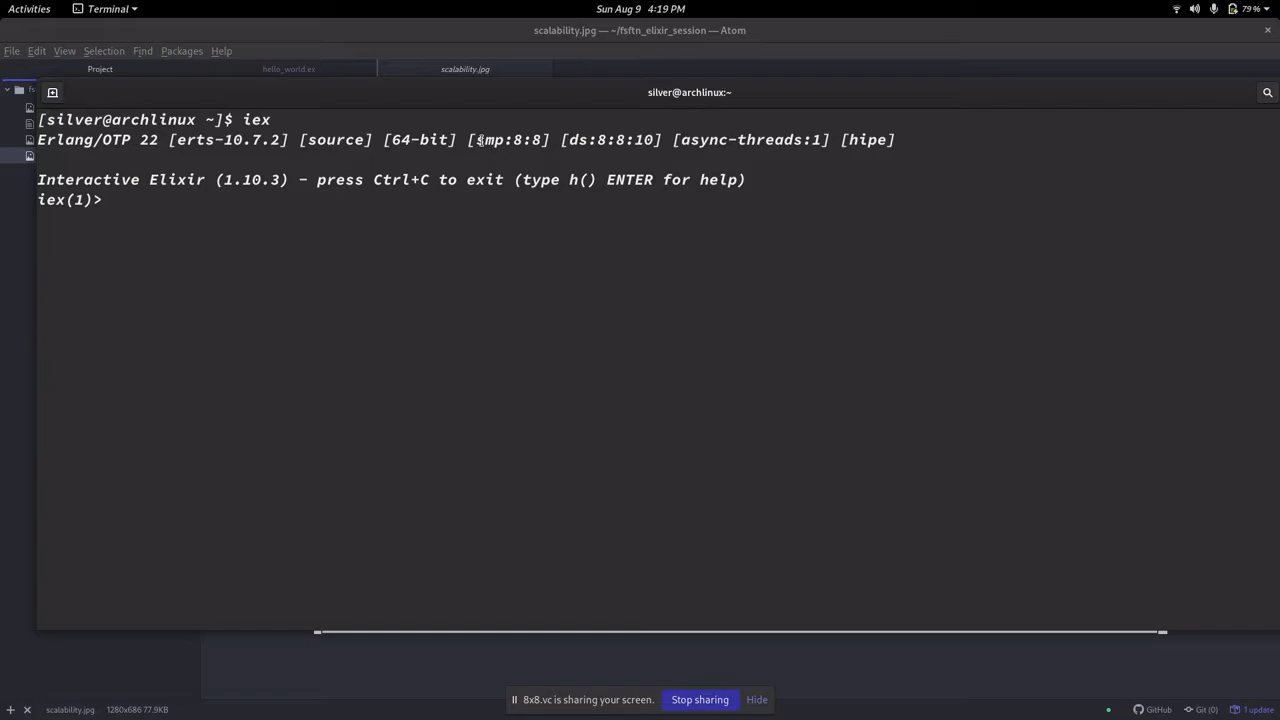 Activities
Terminal
Sun Aug 9 4:19 PM
79 %
scalability.jpg — ~/fsftn_elixir_session — Atom
File Edit View Selection Find Packages Help
Project
hello_world.ex
scalability.jpg
fs
silver@archlinux:~
[silver@archlinux ~]$ iex
Erlang/OTP 22 [erts-10.7.2] [source] [64-bit] [smp:8:8] [ds:8:8:10] [async-threads:1] [hipe]
Interactive Elixir (1.10.3) - press Ctrl+C to exit (type h() ENTER for help)
iex(1)>
8x8.vc is sharing your screen. Stop sharing Hide
scalability.jpg 1280x686 77.9KB
GitHub Git (0) 1 update